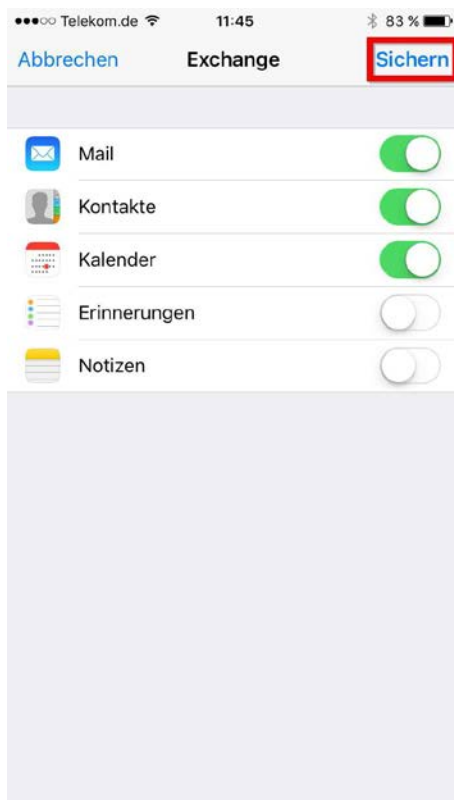 Telekom.de 11:45 83 %
Abbrechen Exchange Sichern
Mail
Kontakte
Kalender
Erinnerungen
Notizen